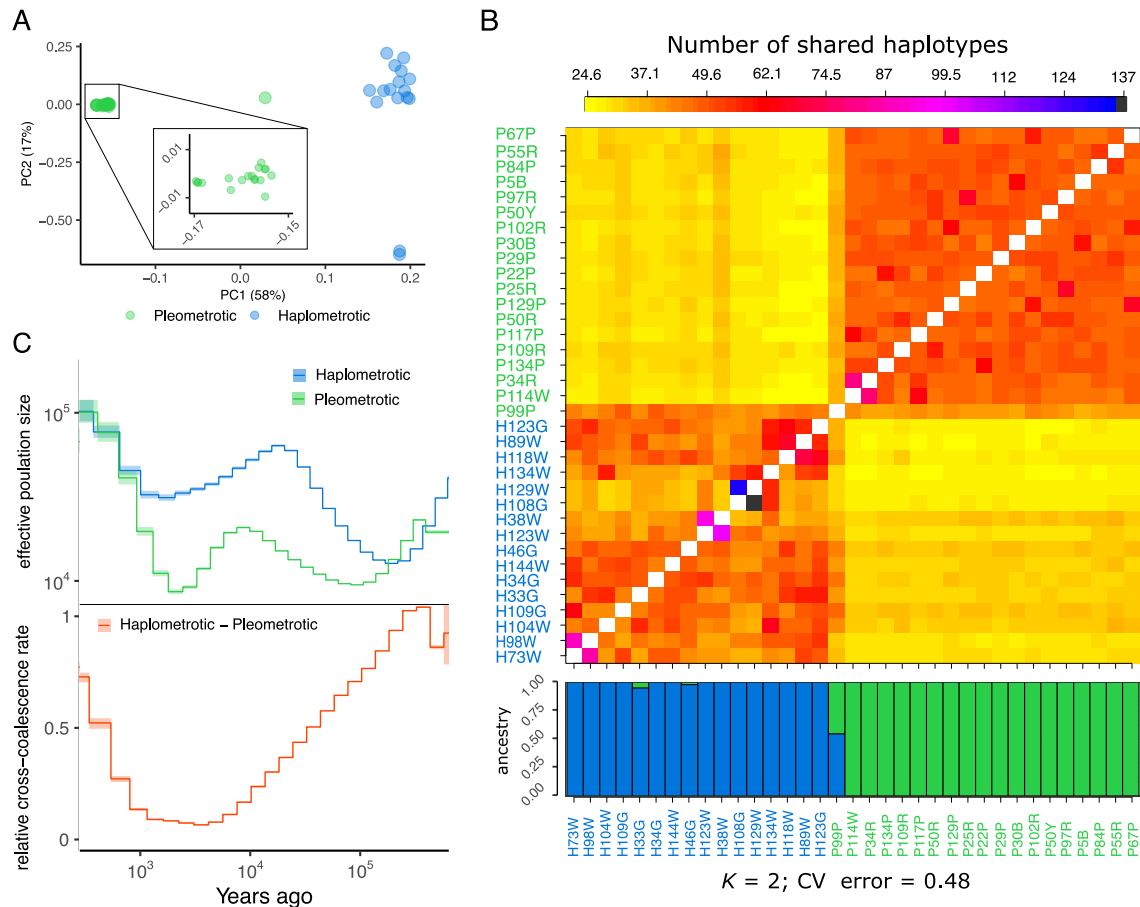 A
0.25
0.00
-0.25
-0.50
PC2 (17%)
0.01
-0.01
-0.17
-0.15
-0.1
0.0
0.1
0.2
PC1 (58%)
Pleometrotic
Haplometrotic
B
Number of shared haplotypes
24.6 37.1 49.6 62.1 74.5 87 99.5 112 124 137
P67P
P55R
P84P
P5B
P97R
P50Y
P102R
P30B
P29P
P22P
P25R
P129P
P50R
P117P
P109R
P134P
P34R
P114W
P99P
H123G
H89W
H118W
H134W
H129W
H108G
H38W
H123W
H46G
H144W
H34G
H33G
H109G
H104W
H98W
H73W
ancestry
1.00
0.75
0.50
0.25
0.00
H73W
H98W
H104W
H109G
H33G
H34G
H144W
H46G
H123W
H38W
H108G
H129W
H134W
H118W
H89W
H123G
P99P
P114W
P34R
P134P
P109R
P117P
P50R
P129P
P25R
P22P
P29P
P30B
P102R
P50Y
P97R
P5B
P84P
P55R
P67P
K = 2; CV error = 0.48
C
Haplometrotic
Pleometrotic
effective poulation size
10^5
10^4
Haplometrotic – Pleometrotic
relative cross-coalescence rate
1
0.5
0
10^3
10^4
10^5
Years ago